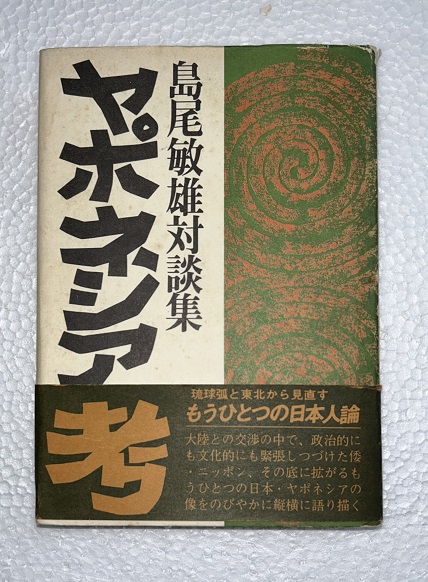 島尾敏雄対談集
ヤポネシア考
琉球弧と東北から見直す
もうひとつの日本人論
大陸との交渉の中で、政治的に
も文化的にも緊張しつづけた倭
・ニッポン、その底に拡がるも
うひとつの日本・ヤポネシアの
像をのびやかに縦横に語り描く